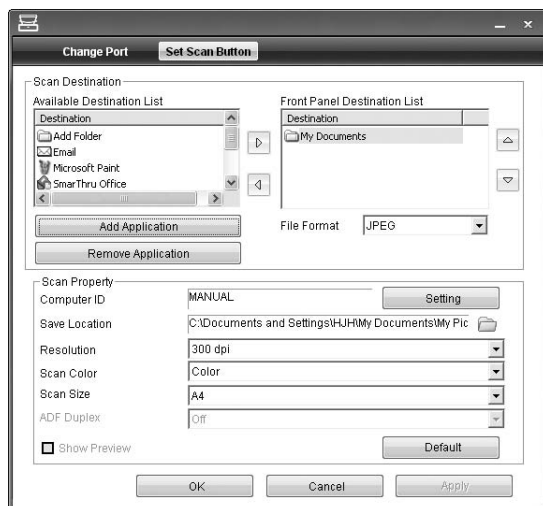 Change Port Set Scan Button
Scan Destination
Available Destination List
Destination
Add Folder
Email
Microsoft Paint
SmarThru Office
Add Application
Remove Application
Front Panel Destination List
Destination
My Documents
File Format JPEG
Scan Property
Computer ID MANUAL Setting
Save Location C:\Documents and Settings\HJH\My Documents\My Pic
Resolution 300 dpi
Scan Color Color
Scan Size A4
ADF Duplex Off
Show Preview Default
OK Cancel Apply